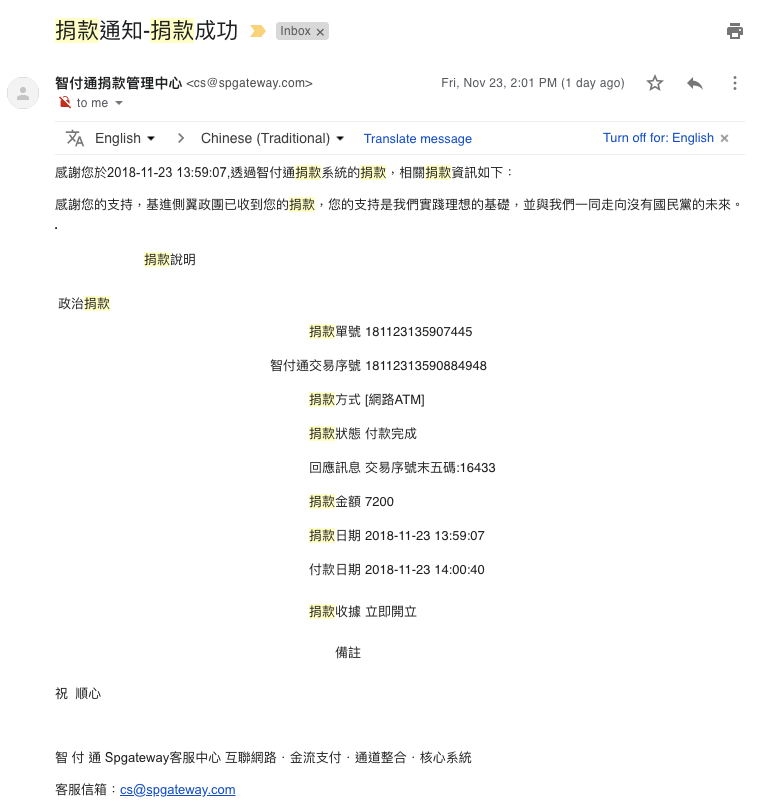 捐款通知-捐款成功 Inbox ×
智付通捐款管理中心 <cs@spgateway.com> Fri, Nov 23, 2:01 PM (1 day ago)
to me
English > Chinese (Traditional) Translate message Turn off for: English ×
感謝您於2018-11-23 13:59:07,透過智付通捐款系統的捐款，相關捐款資訊如下：
感謝您的支持，基進側翼政團已收到您的捐款，您的支持是我們實踐理想的基礎，並與我們一同走向沒有國民黨的未來。
.
捐款說明
政治捐款
捐款單號 181123135907445
智付通交易序號 18112313590884948
捐款方式 [網路ATM]
捐款狀態 付款完成
回應訊息 交易序號末五碼:16433
捐款金額 7200
捐款日期 2018-11-23 13:59:07
付款日期 2018-11-23 14:00:40
捐款收據 立即開立
備註
祝 順心
智 付 通 Spgateway客服中心 互聯網路．金流支付．通道整合．核心系統
客服信箱：cs@spgateway.com